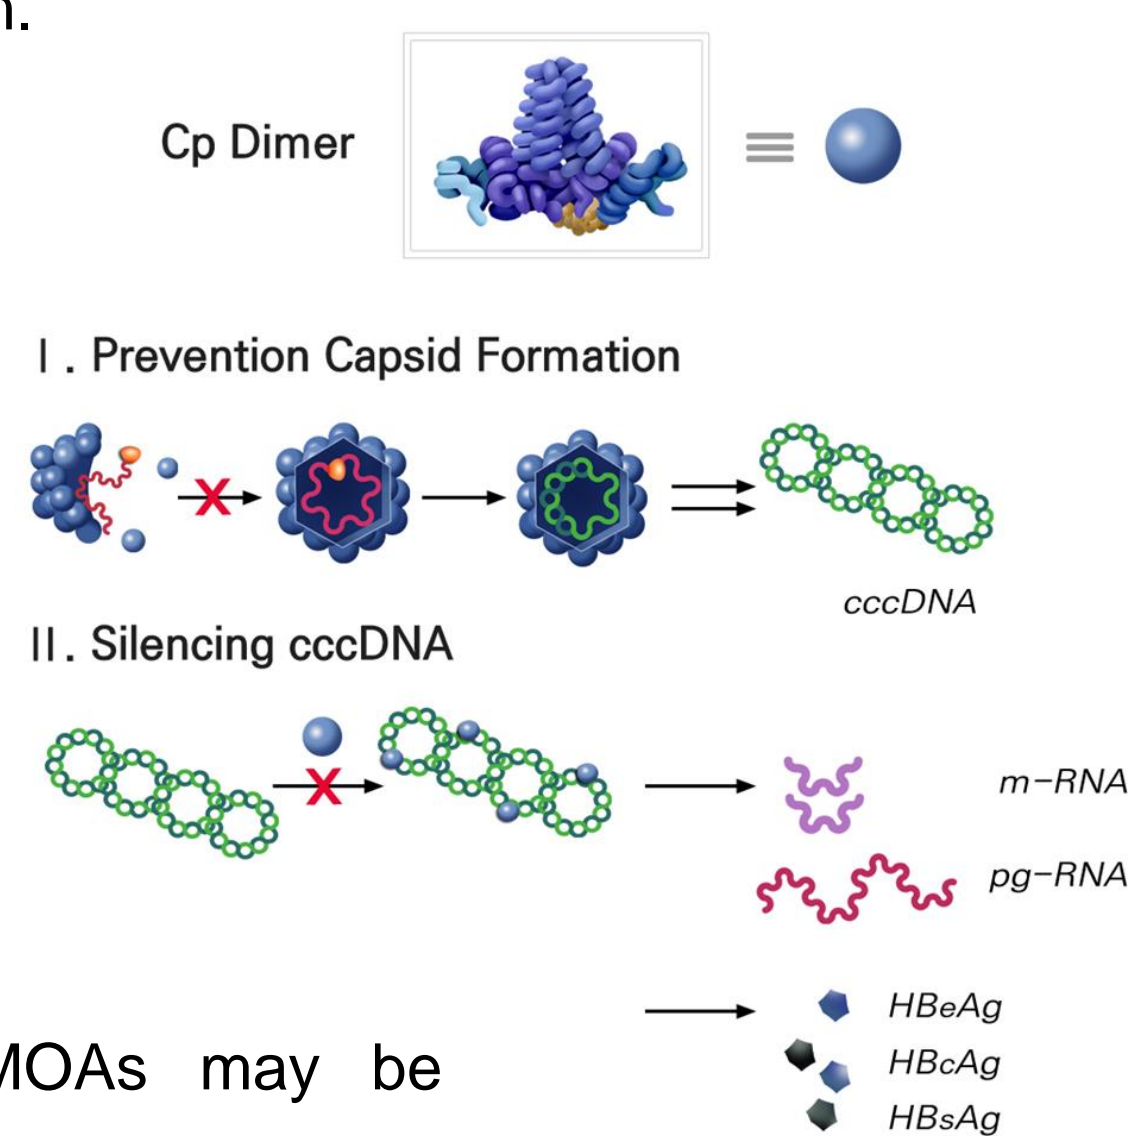 n.
Cp Dimer
I. Prevention Capsid Formation
cccDNA
II. Silencing cccDNA
m-RNA
pg-RNA
HBeAg
HBcAg
HBsAg
MOAs may be